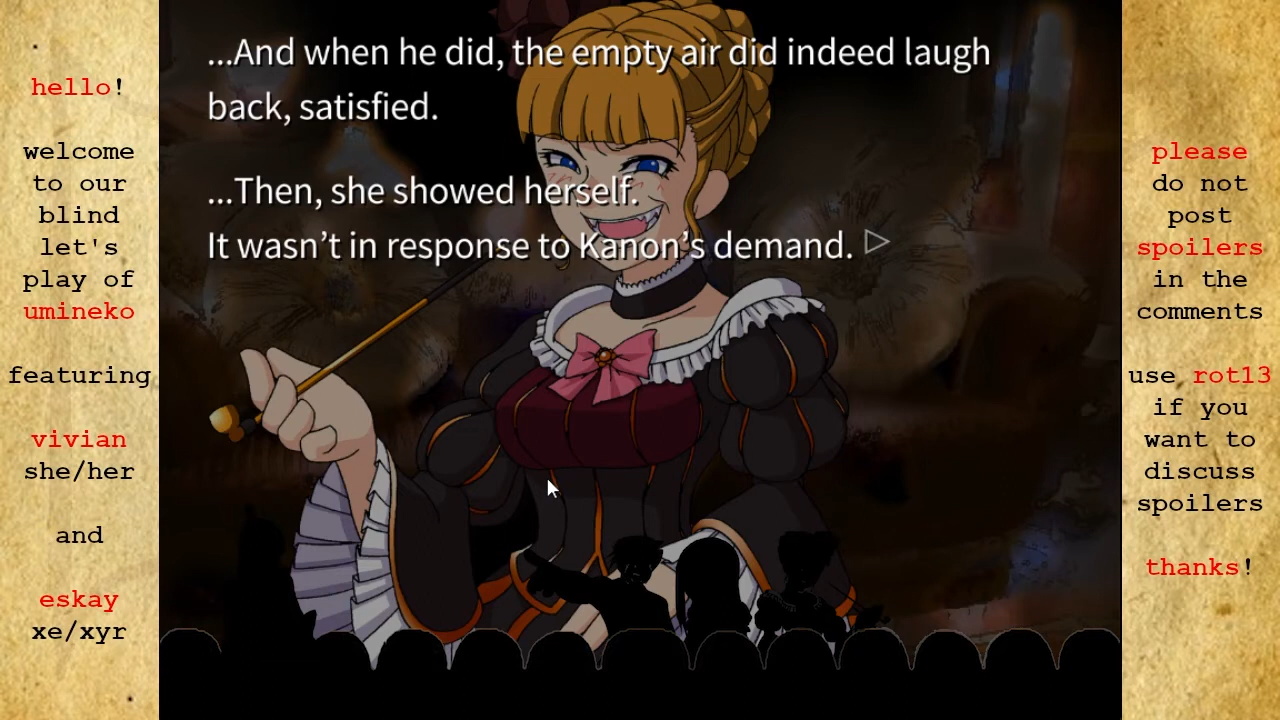 hello!
welcome
to our
blind
let's
play of
umineko
featuring
vivian
she/her
and
eskay
xe/xyr
...And when he did, the empty air did indeed laugh
back, satisfied.
...Then, she showed herself.
It wasn’t in response to Kanon’s demand.
please
do not
post
spoilers
in the
comments
use rot13
if you
want to
discuss
spoilers
thanks!